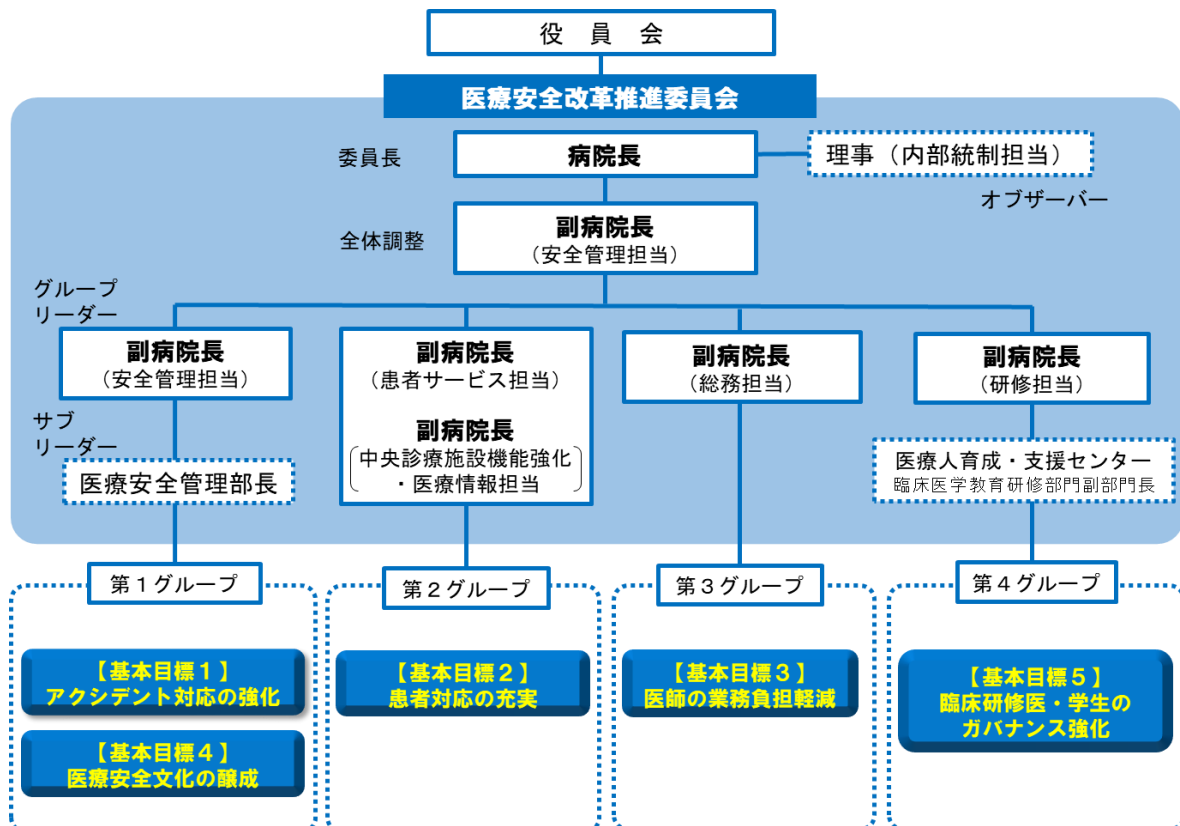 役　員　会
医療安全改革推進委員会
委員長
病院長
理事（内部統制担当）
オブザーバー
全体調整
副病院長
（安全管理担当）
グループ
リーダー
副病院長
（安全管理担当）
副病院長
（患者サービス担当）
副病院長
（総務担当）
副病院長
（研修担当）
サブ
リーダー
医療安全管理部長
副病院長
中央診療施設機能強化
・医療情報担当
医療人育成・支援センター
臨床医学教育研修部門副部門長
第１グループ
第２グループ
第３グループ
第４グループ
【基本目標１】
アクシデント対応の強化
【基本目標４】
医療安全文化の醸成
【基本目標２】
患者対応の充実
【基本目標３】
医師の業務負担軽減
【基本目標５】
臨床研修医・学生の
ガバナンス強化